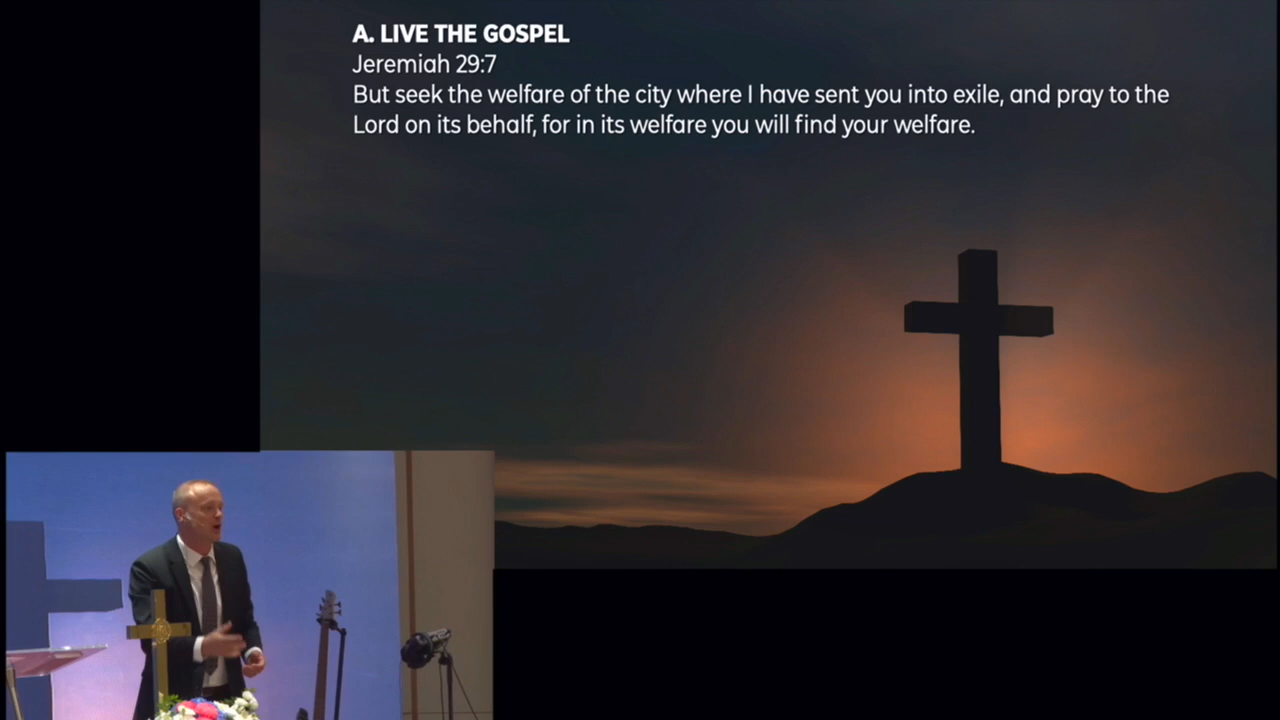 A. LIVE THE GOSPEL
Jeremiah 29:7
But seek the welfare of the city where I have sent you into exile, and pray to the
Lord on its behalf, for in its welfare you will find your welfare.